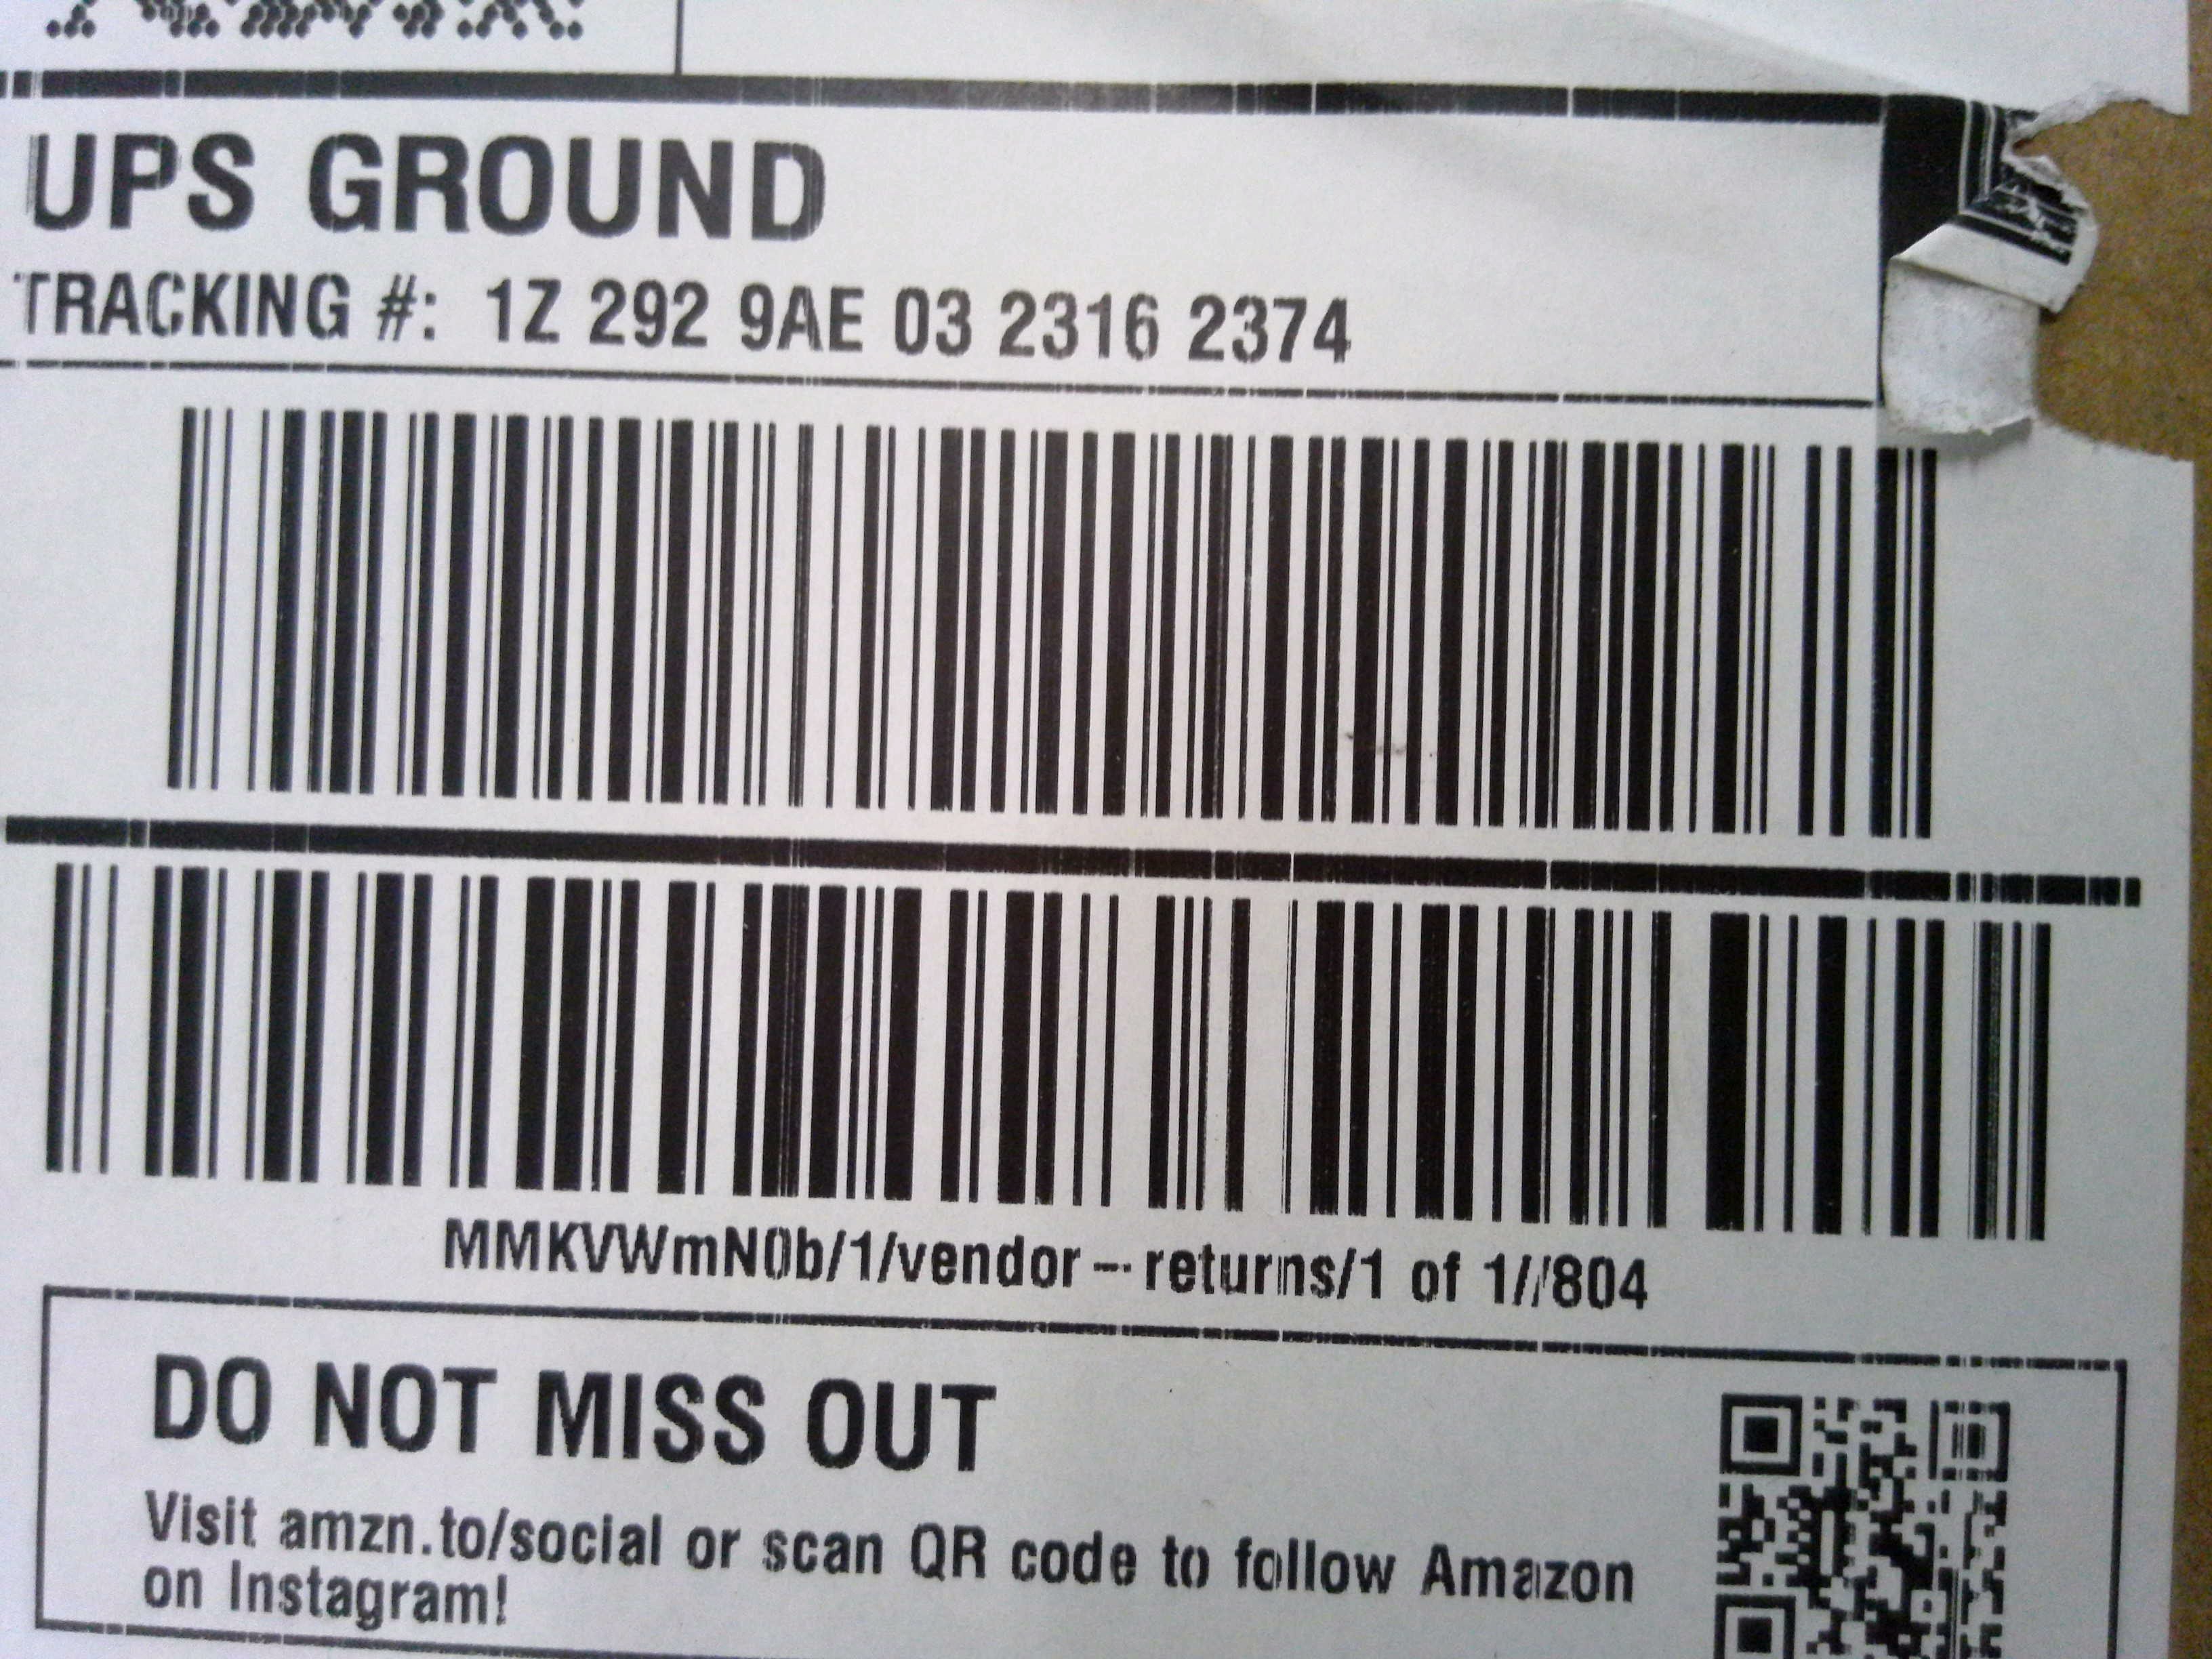 UPS GROUND
TRACKING #: 1Z 292 9AE 03 2316 2374
MMKVWmN0b/1/vendor-returns/1 of 1//804
DO NOT MISS OUT
Visit amzn.to/social or scan QR code to follow Amazon
on Instagram!